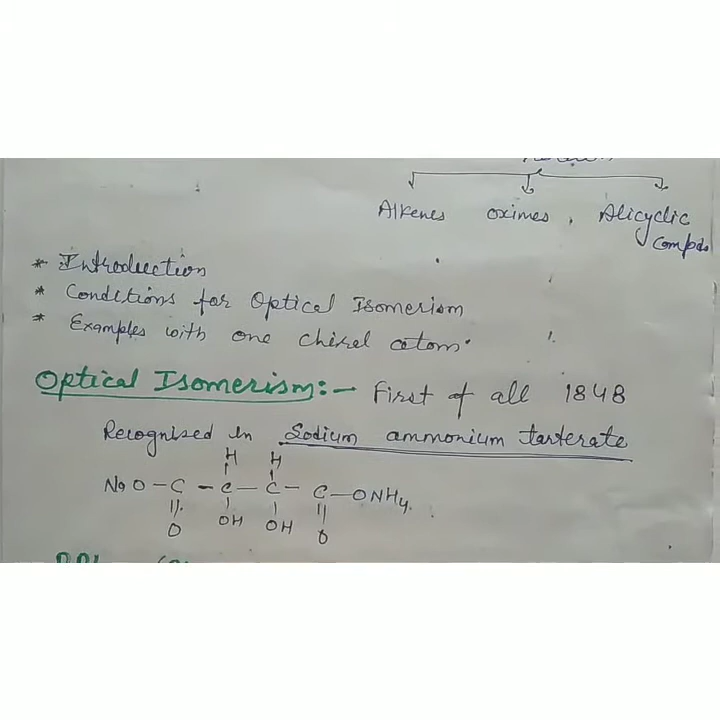 Alkenes oximes, Alicyclic
Compds
* Introduction
* Conditions for Optical Isomerism
* Examples with one chirel atom.
Optical Isomerism:- First of all 1848
Recognised in Sodium ammonium tarterate
H H
NaO-C-C-C-C-ONH4.
O OH OH O